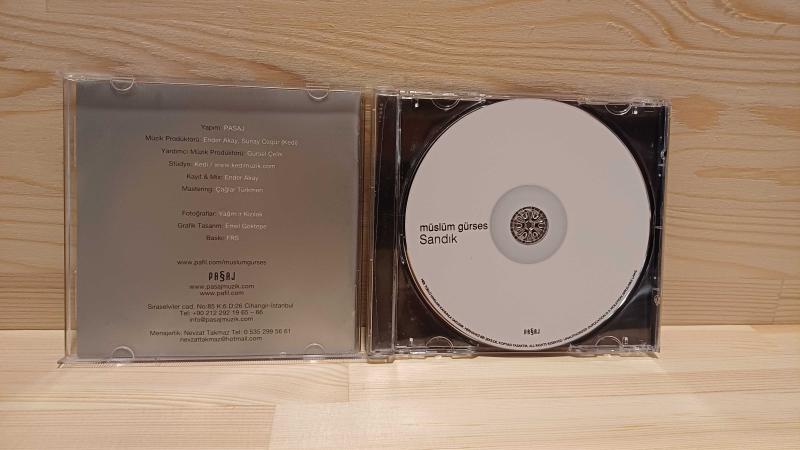 Yapım: PASAJ
Müzik Prodüktörü: Ender Akay, Sunay Özgür (Kedi)
Yardımcı Müzik Prodüktörü: Gürsel Çelik
Stüdyo: Kedi / www.kedimuzik.com
Kayıt & Mix: Ender Akay
Mastering: Çağlar Türkmen
Fotoğraflar: Kızılok
Grafik Tasarım: Emel Göktepe
Baskı: FRS
www.pafil.com/muslumgurses
PASAJ
www.pasajmuzik.com
www.pafil.com
Sıraselviler cad. No:85 K:6 D:26 Cihangir-İstanbul
Tel: +90 212 292 19 65 – 66
info@pasajmuzik.com
Menajerlik: Nevzat Takmaz Tel: 0 535 299 56 61
nevzattakmaz@hotmail.com
müslüm gürses
Sandık
PASAJ